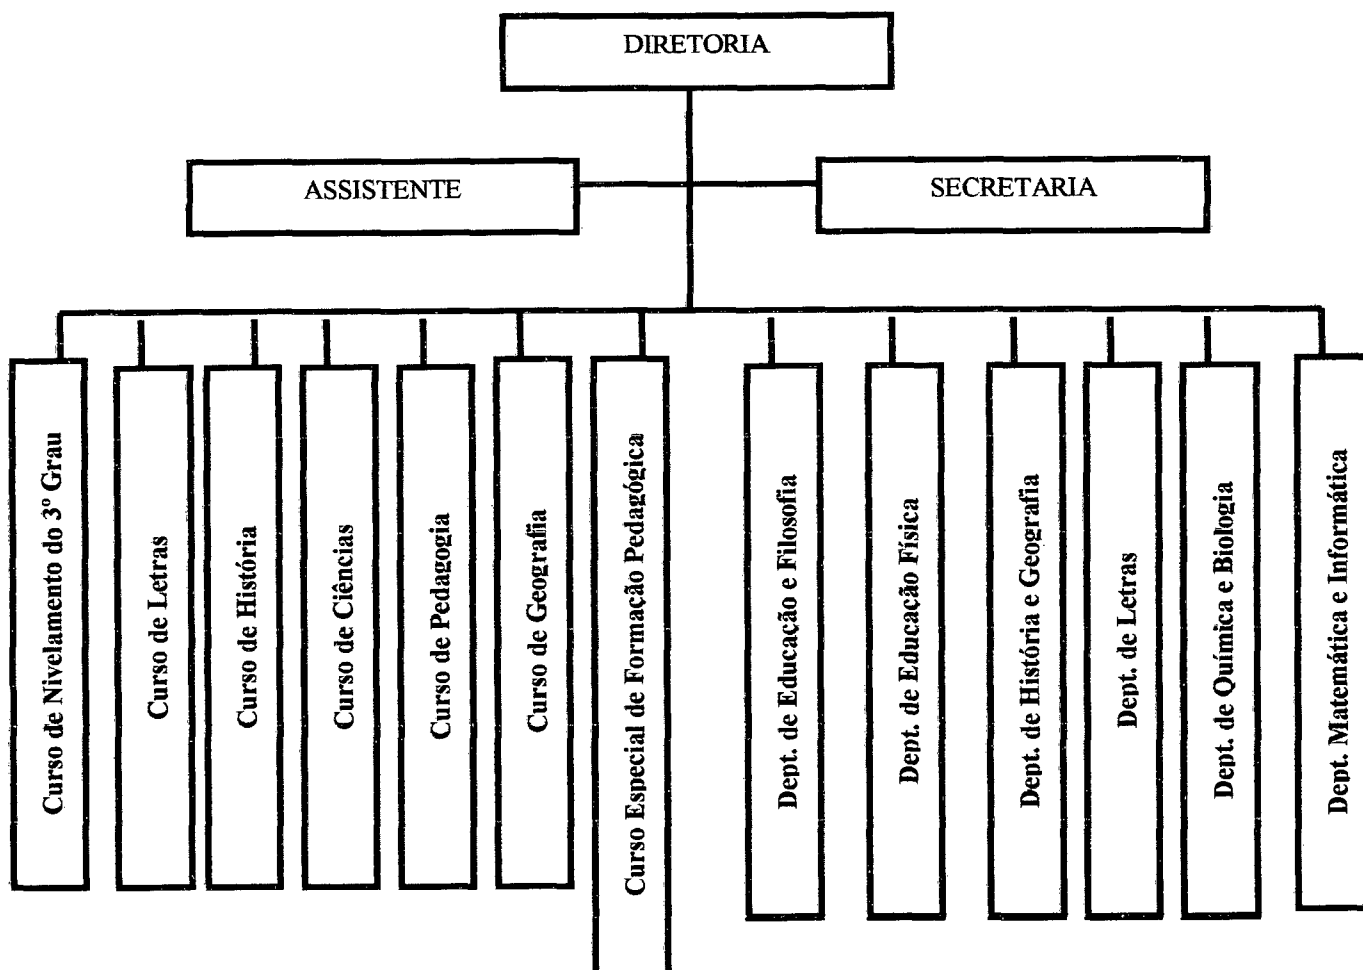 DIRETORIA
ASSISTENTE
SECRETARIA
Curso de Nivelamento do 3º Grau
Curso de Letras
Curso de História
Curso de Ciências
Curso de Pedagogia
Curso de Geografia
Curso Especial de Formação Pedagógica
Dept. de Educação e Filosofia
Dept. de Educação Física
Dept. de História e Geografia
Dept. de Letras
Dept. de Química e Biologia
Dept. Matemática e Informática